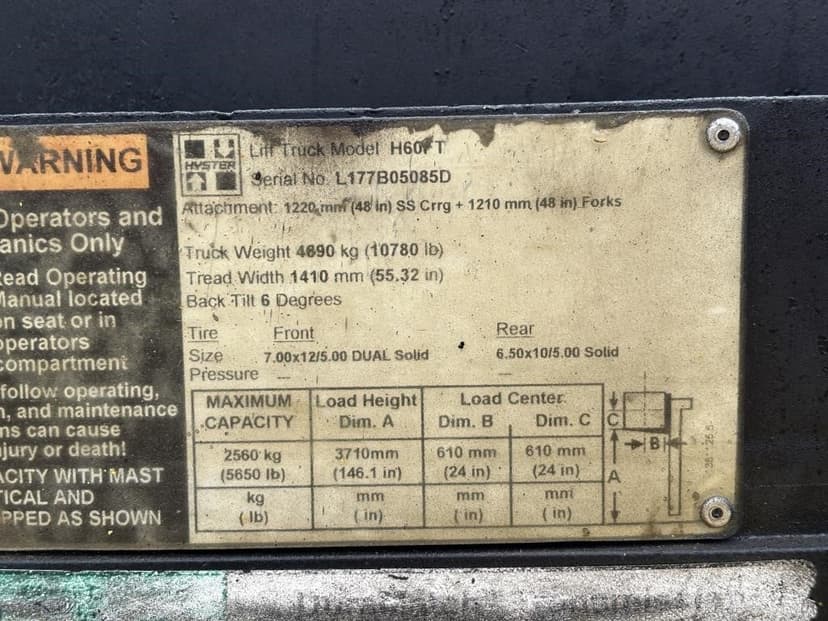 WARNING
Operators and
anics Only
Read Operating
Manual located
on seat or in
operators
compartment
follow operating,
n, and maintenance
ns can cause
njury or death!
ACITY WITH MAST
TICAL AND
PPED AS SHOWN
HYSTER
Lift Truck Model H60FT
Serial No. L177B05085D
Attachment: 1220 mm (48 in) SS Crrg + 1210 mm (48 in) Forks
Truck Weight 4890 kg (10780 lb)
Tread Width 1410 mm (55.32 in)
Back Tilt 6 Degrees
Tire Front Rear
Size 7.00x12/5.00 DUAL Solid 6.50x10/5.00 Solid
Pressure — —
MAXIMUM Load Height Load Center
CAPACITY Dim. A Dim. B Dim. C
2560 kg 3710mm 610 mm 610 mm
(5650 lb) (146.1 in) (24 in) (24 in)
kg mm mm mm
( lb) ( in) ( in) ( in)
C
B
A